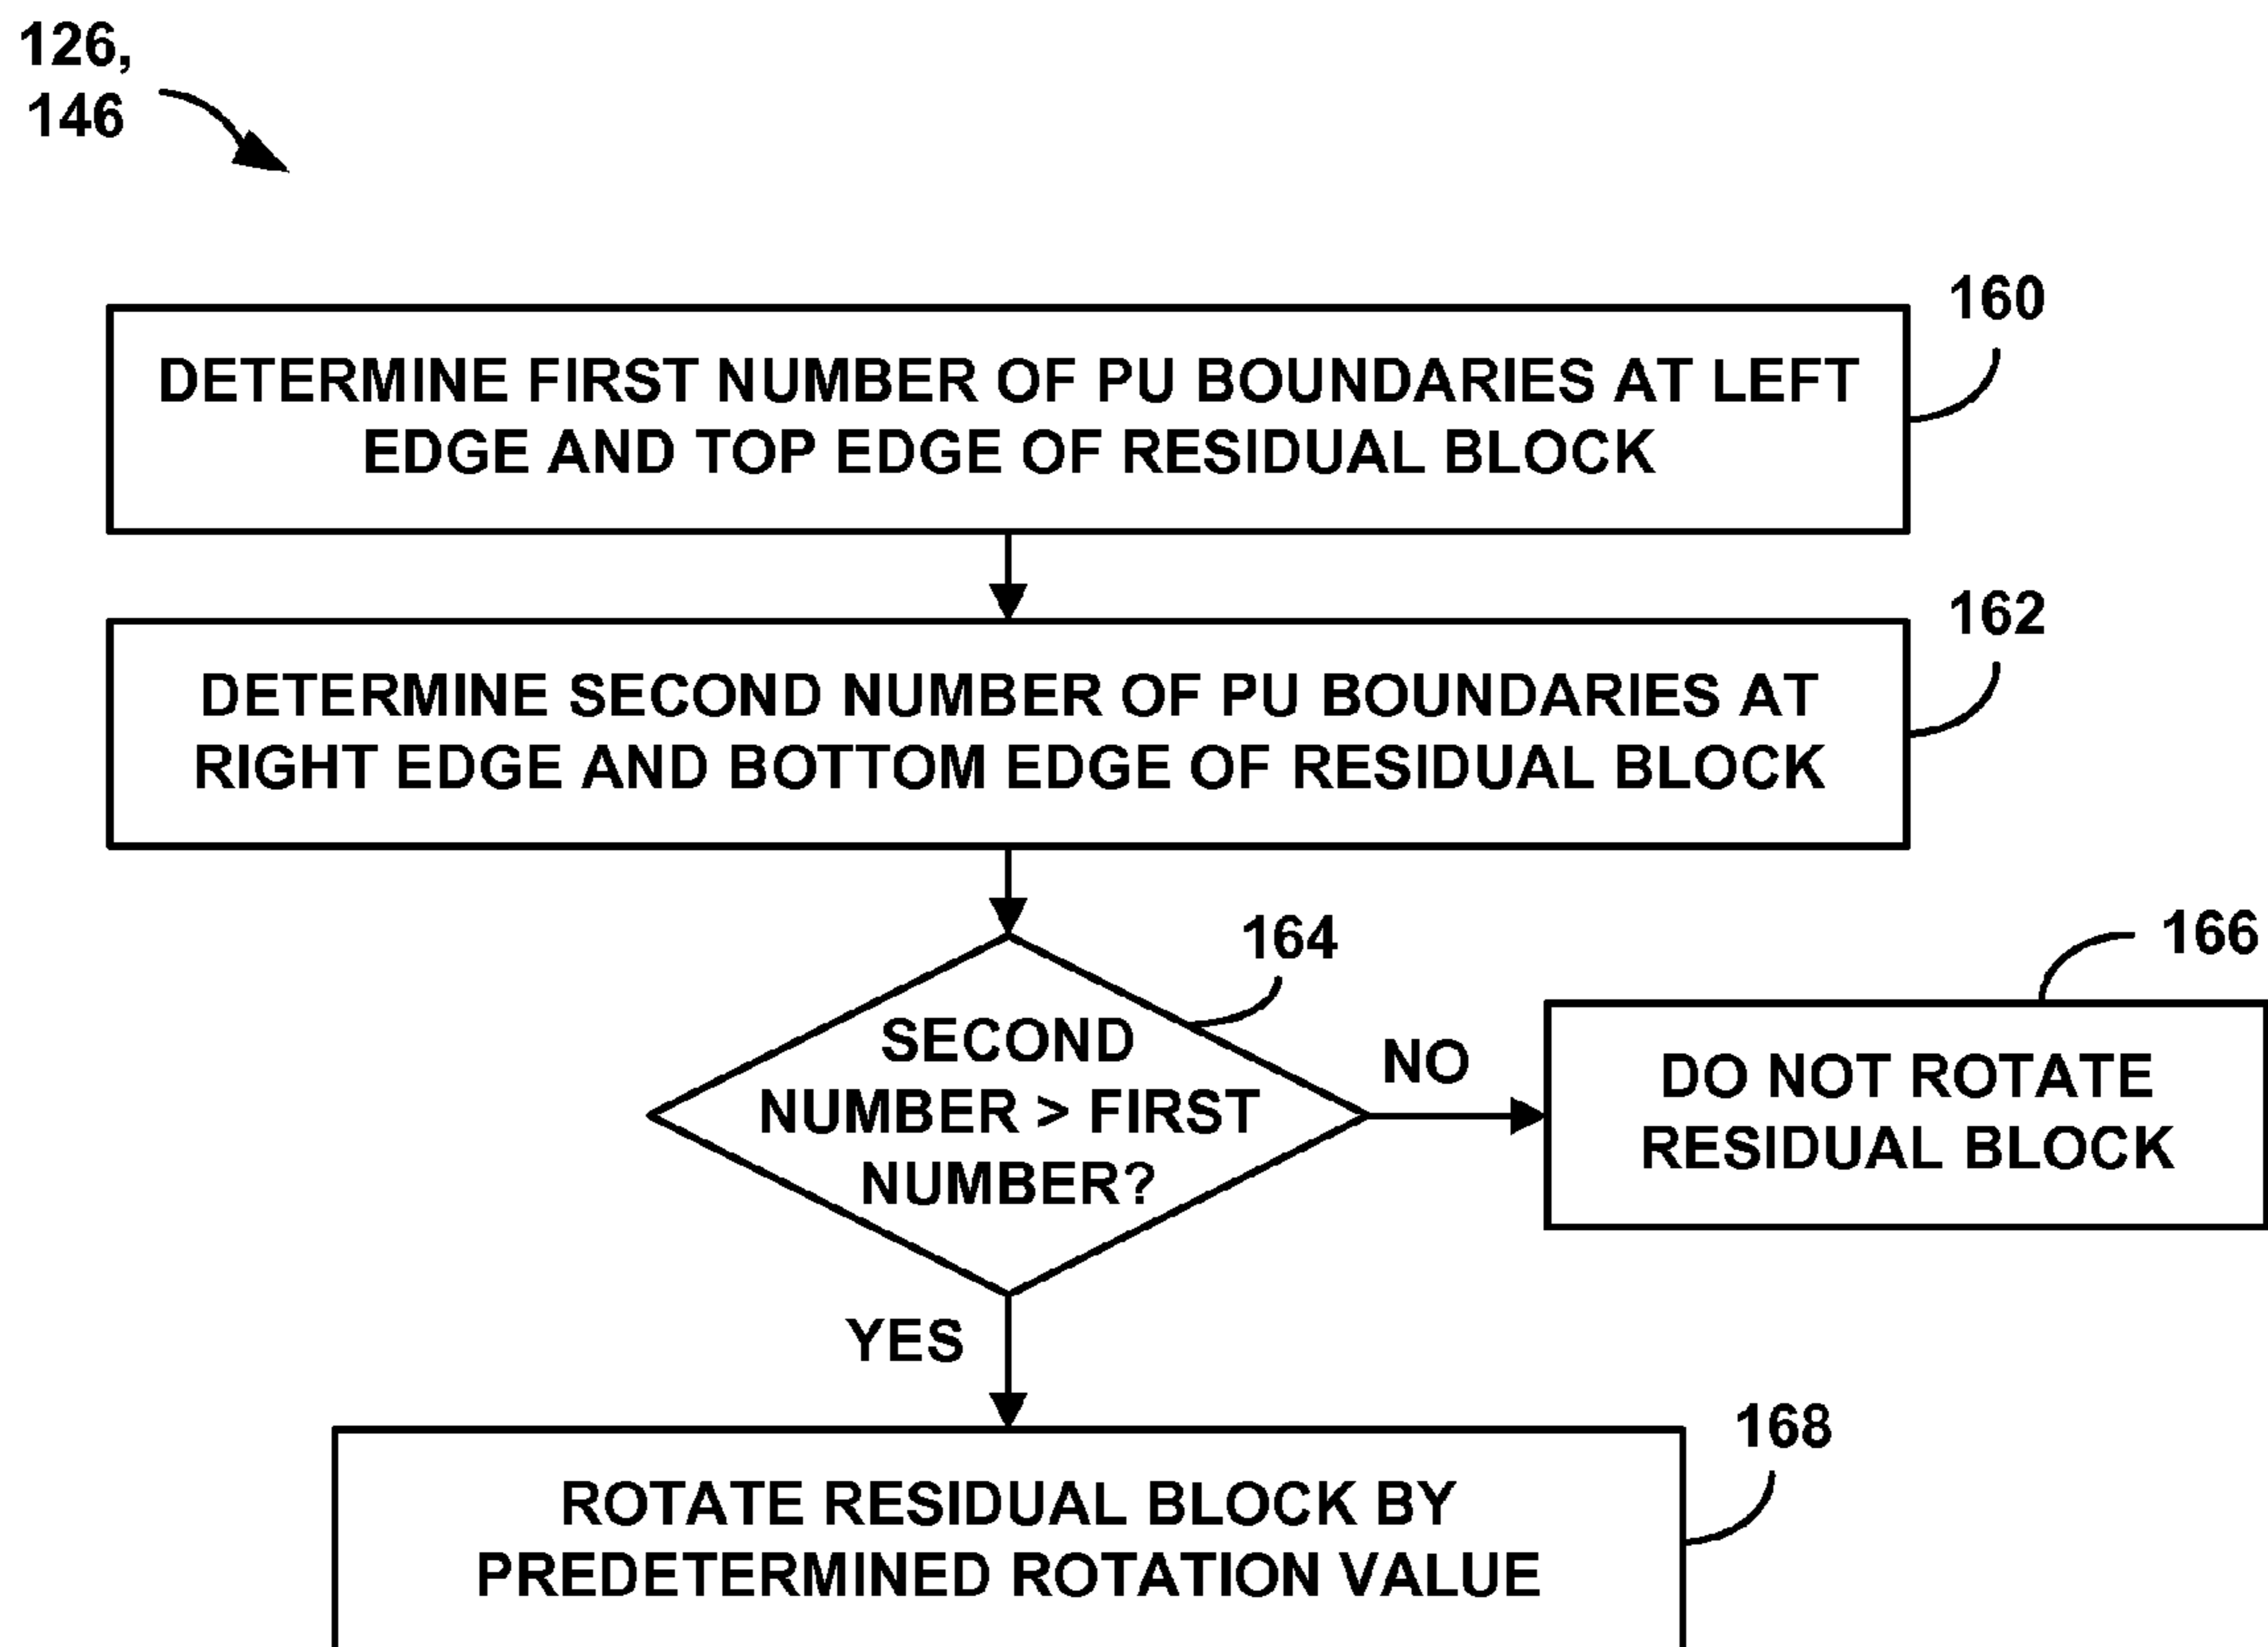 126,
146
160
DETERMINE FIRST NUMBER OF PU BOUNDARIES AT LEFT
EDGE AND TOP EDGE OF RESIDUAL BLOCK
162
DETERMINE SECOND NUMBER OF PU BOUNDARIES AT
RIGHT EDGE AND BOTTOM EDGE OF RESIDUAL BLOCK
164
SECOND
NUMBER > FIRST
NUMBER?
NO
166
DO NOT ROTATE
RESIDUAL BLOCK
YES
168
ROTATE RESIDUAL BLOCK BY
PREDETERMINED ROTATION VALUE